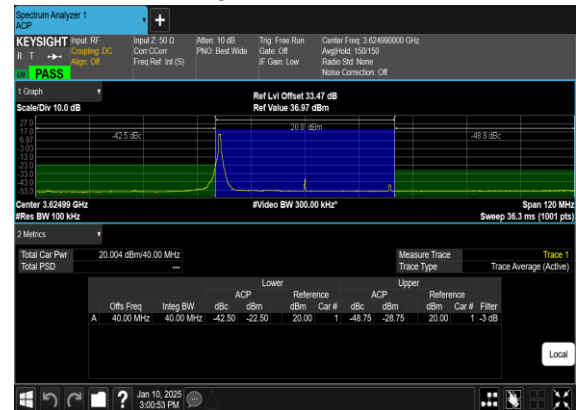 Spectrum Analyzer 1
ACP
+
KEYSIGHT
R T
LXI PASS
Input: RF
Coupling: DC
Align: Off
Input Z: 50 Ω
Corr CCorr
Freq Ref: Int (S)
Atten: 10 dB
PNO: Best Wide
Trig: Free Run
Gate: Off
IF Gain: Low
Center Freq: 3.624990000 GHz
Avg|Hold: 150/150
Radio Std: None
Noise Correction: Off
1 Graph
Scale/Div 10.0 dB
Ref Lvl Offset 33.47 dB
Ref Value 36.97 dBm
27.0
17.0
6.97
-3.03
-13.0
-23.0
-33.0
-43.0
-53.0
-42.5 dBc
20.0 dBm
-48.8 dBc
Center 3.62499 GHz
#Video BW 300.00 kHz*
Span 120 MHz
#Res BW 100 kHz
Sweep 36.3 ms (1001 pts)
2 Metrics
Total Car Pwr 20.004 dBm/40.00 MHz
Total PSD ---
Measure Trace Trace 1
Trace Type Trace Average (Active)
Lower Upper
ACP Reference ACP Reference
Offs Freq Integ BW dBc dBm dBm Car # dBc dBm dBm Car # Filter
A 40.00 MHz 40.00 MHz -42.50 -22.50 20.00 1 -48.75 -28.75 20.00 1 -3 dB
Local
?
Jan 10, 2025
3:00:53 PM